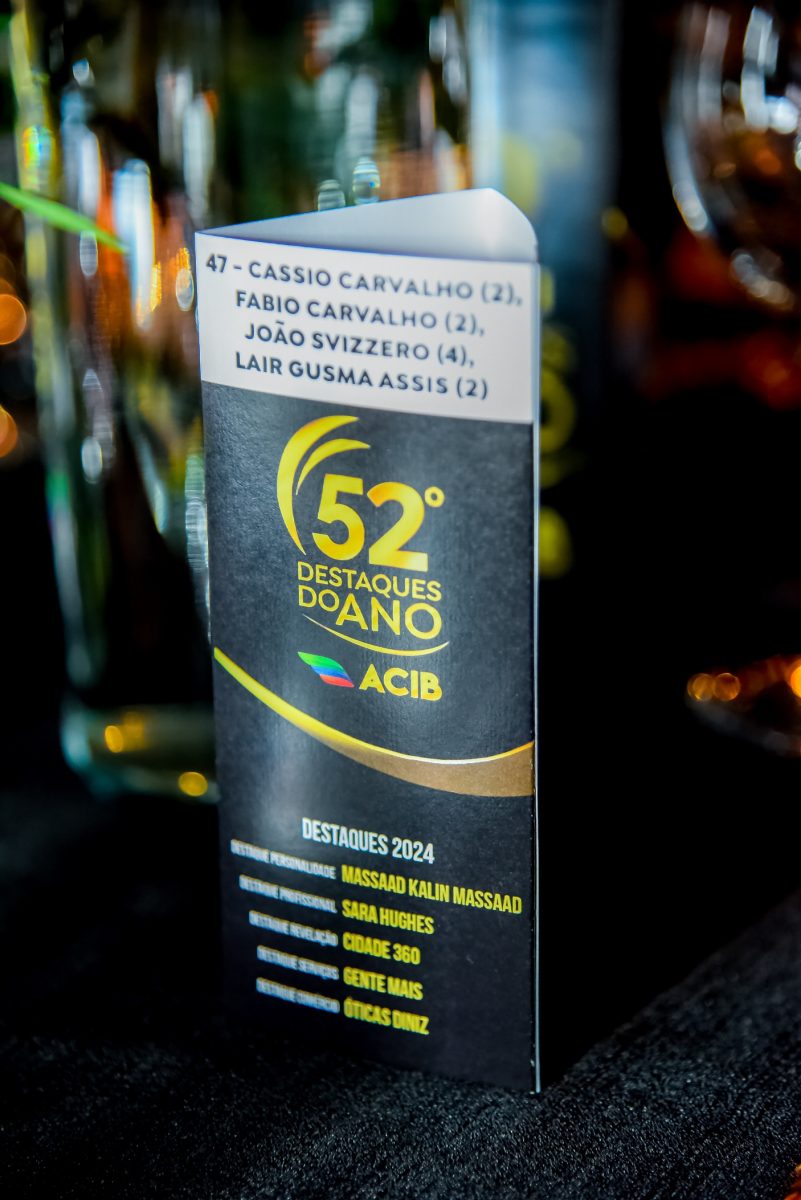 47 - CASSIO CARVALHO (2),
FABIO CARVALHO (2),
JOÃO SVIZZERO (4),
LAIR GUSMA ASSIS (2)
52º
DESTAQUES
DO ANO
ACIB
DESTAQUES 2024
DESTAQUE PERSONALIDADE MASSAAD KALIN MASSAAD
DESTAQUE PROFISSIONAL SARA HUGHES
DESTAQUE REVELAÇÃO CIDADE 360
DESTAQUE SERVIÇOS GENTE MAIS
DESTAQUE COMÉRCIO ÓTICAS DINIZ